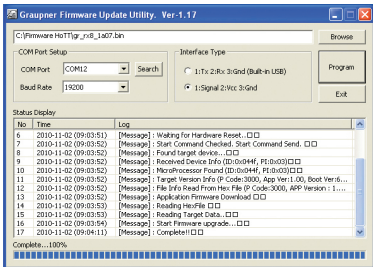 Graupner Firmware Update Utility. Ver-1.17
C:\Firmware HoTT\gr_rx8_1a07.bin
Browse
COM Port Setup
Interface Type
COM Port
COM12
Search
1:Tx 2:Rx 3:Gnd (Built-in USB)
Program
Baud Rate
19200
1:Signal 2:Vcc 3:Gnd
Exit
Status Display
No Time Log
6 2010-11-02 (09:03:51) [Message] : Waiting for Hardware Reset..□□
7 2010-11-02 (09:03:52) [Message] : Start Command Checked. Start Command Send. □□
8 2010-11-02 (09:03:52) [Message] : Found target device...□□
9 2010-11-02 (09:03:52) [Message] : Received Device Info (ID:0x044f, PI:0x03)□□
10 2010-11-02 (09:03:52) [Message] : MicroProcessor Found (ID:0x044f, PI:0x03)□□
11 2010-11-02 (09:03:52) [Message] : Target Version Info (P Code:3000, App Ver:1.00, Boot Ver:6...
12 2010-11-02 (09:03:52) [Message] : File Info Read From Hex File (P Code:3000, APP Version : 1....
13 2010-11-02 (09:03:52) [Message] : Application Firmware Download □□
14 2010-11-02 (09:03:53) [Message] : Reading HexFile □□
15 2010-11-02 (09:03:53) [Message] : Reading Target Data..□□
16 2010-11-02 (09:03:54) [Message] : Start Firmware upgrade...□□
17 2010-11-02 (09:04:11) [Message] : Complete!!□□
Complete...100%